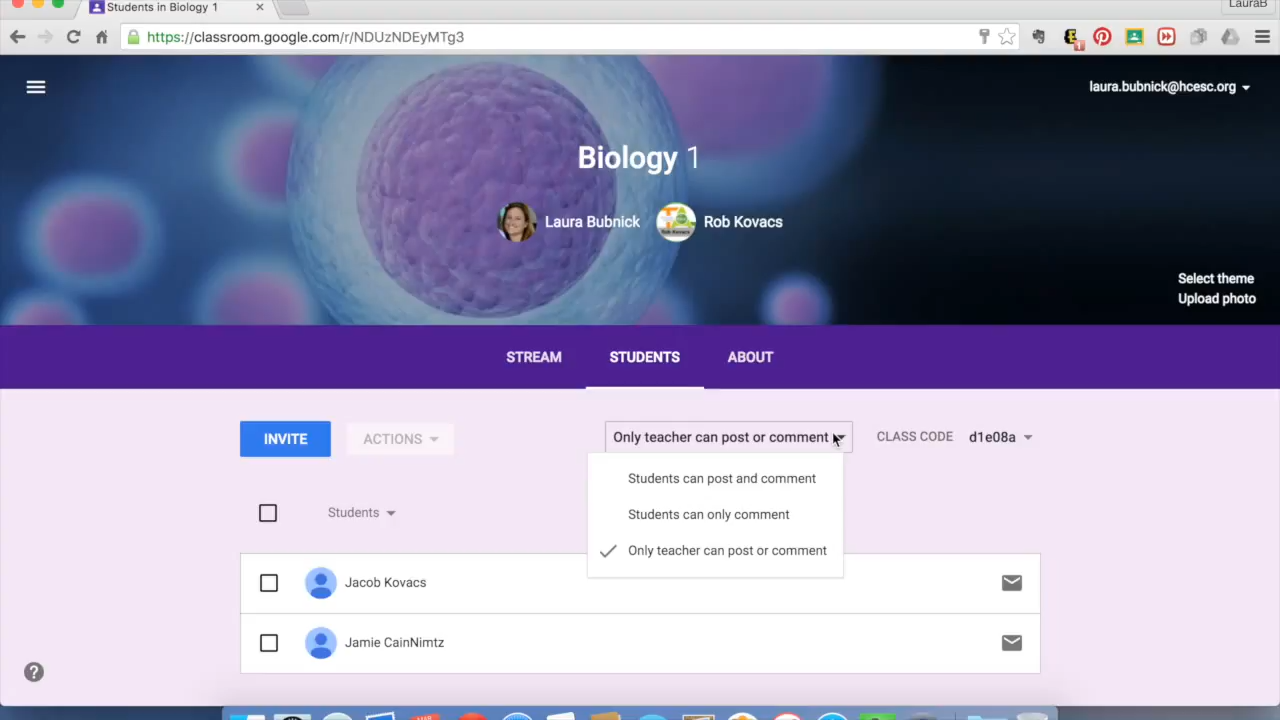 Students in Biology 1
LauraB
https://classroom.google.com/r/NDUzNDEyMTg3
1
laura.bubnick@hcesc.org
Biology 1
Laura Bubnick
Rob Kovacs
Select theme
Upload photo
STREAM
STUDENTS
ABOUT
INVITE
ACTIONS
Only teacher can post or comment
CLASS CODE d1e08a
Students can post and comment
Students can only comment
Only teacher can post or comment
Students
Jacob Kovacs
Jamie CainNimtz
?